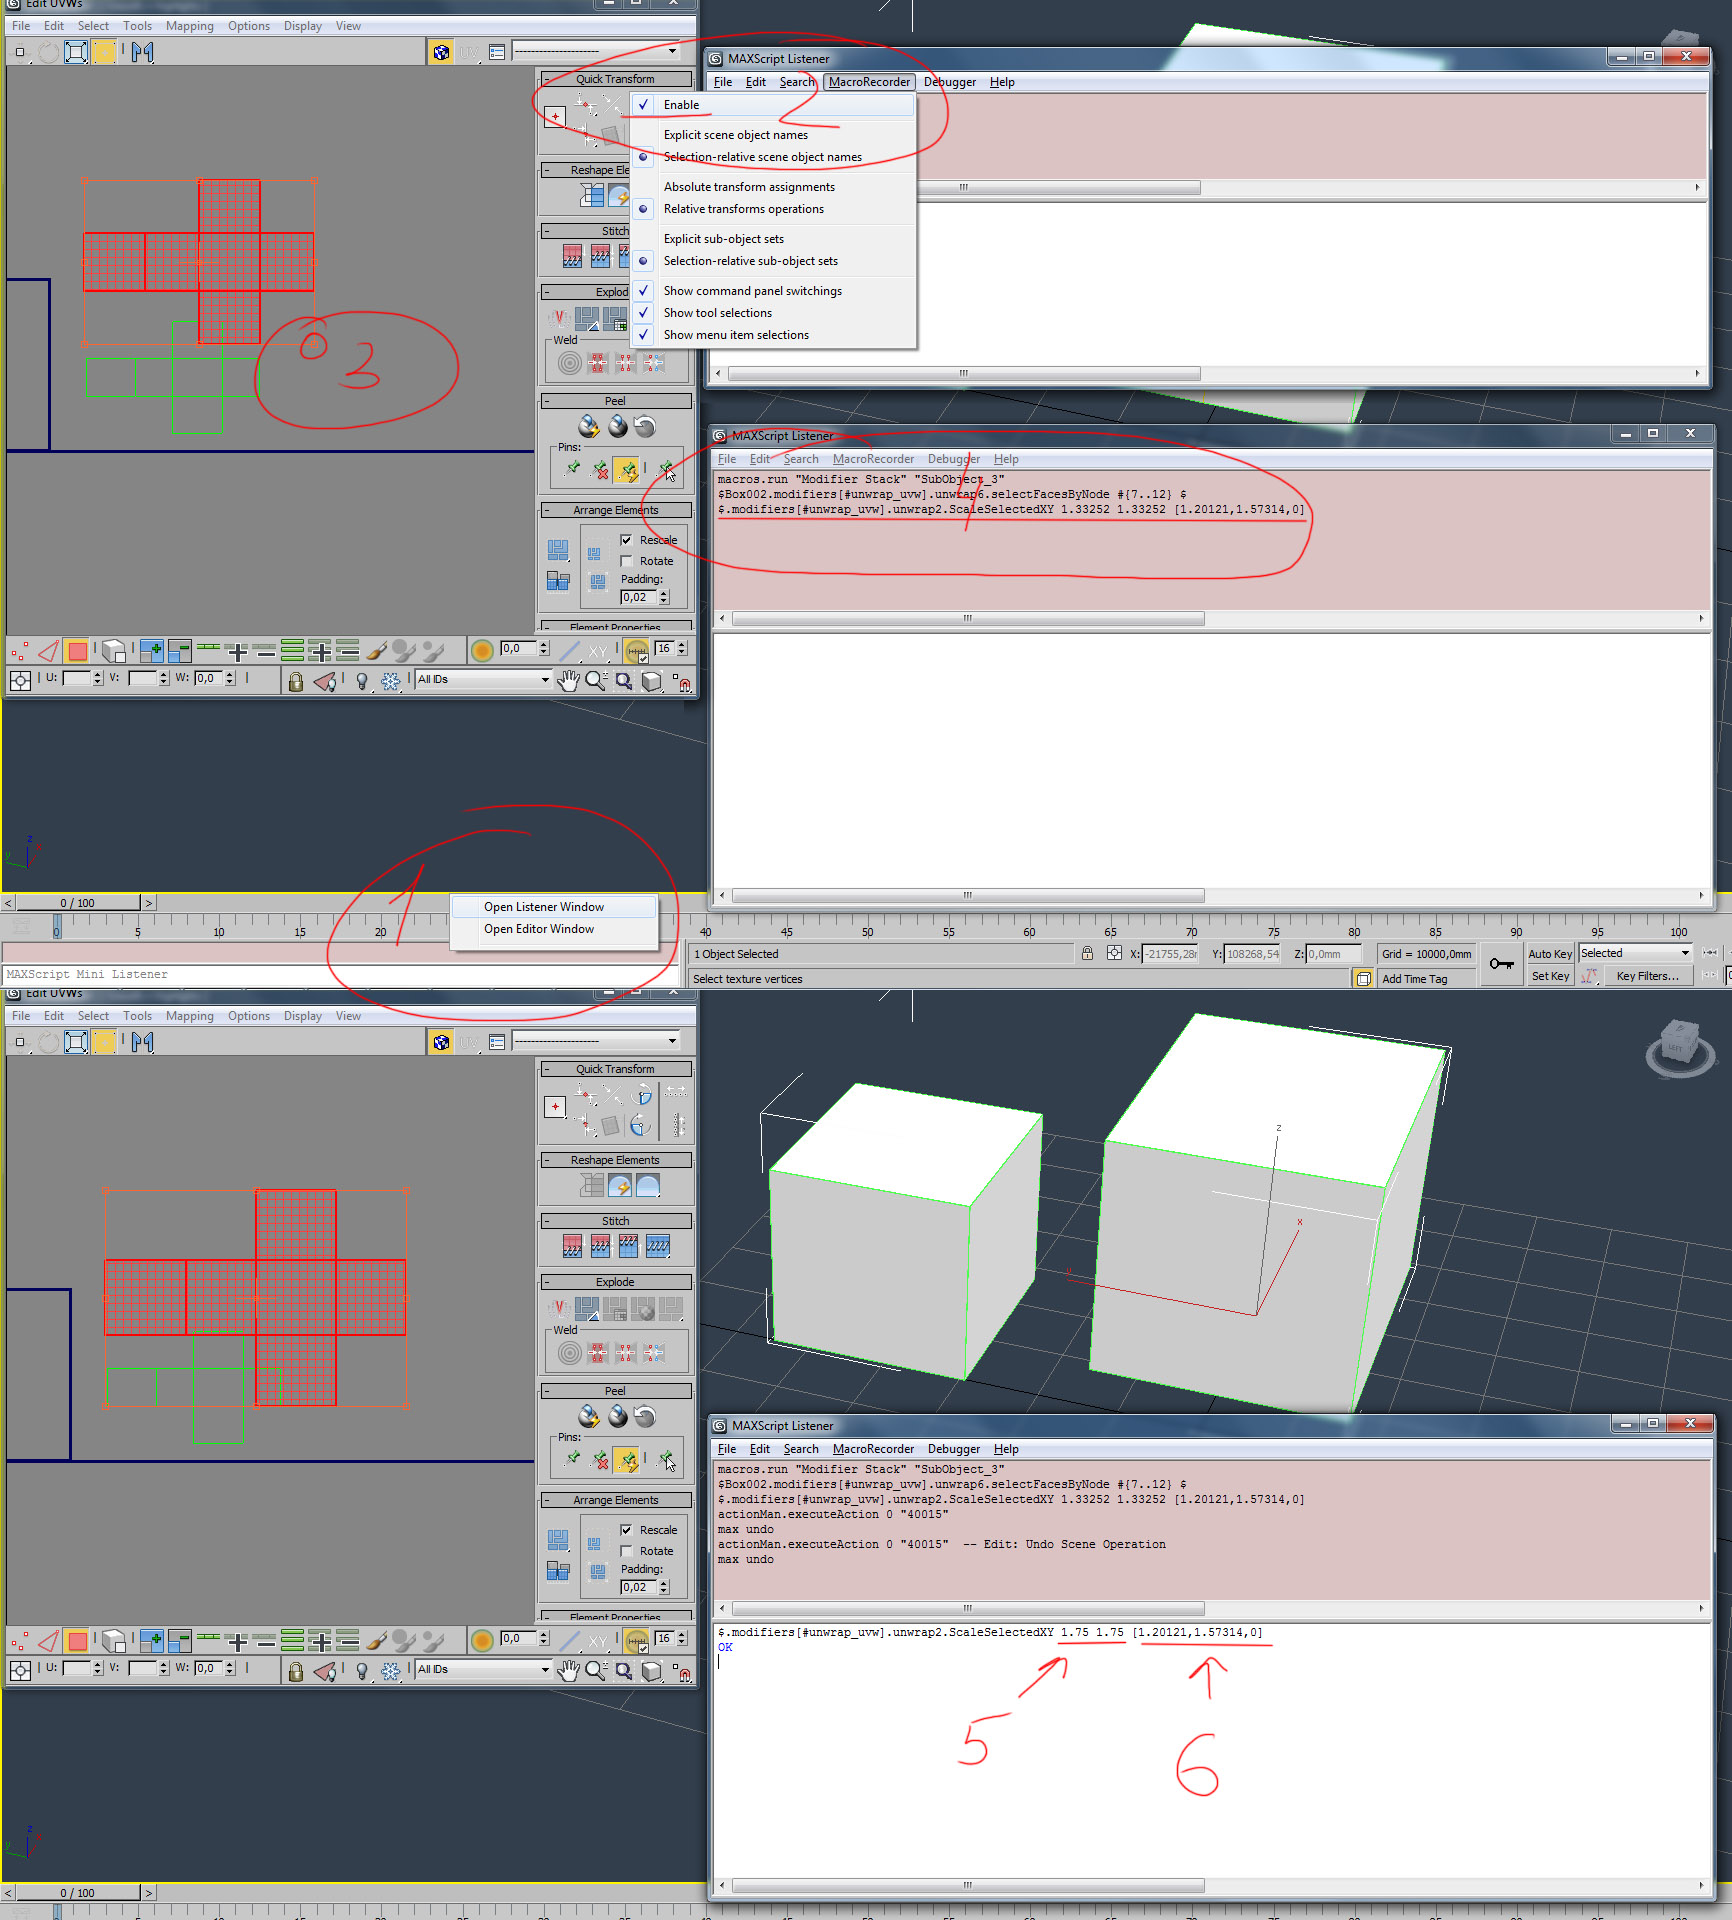 Edit UVWs
File Edit Select Tools Mapping Options Display View
Quick Transform
Reshape Ele
Stitch
Explod
Weld
Peel
Pins:
Arrange Elements
Rescale
Rotate
Padding:
0,02
Element Properties
0,0
XY
16
U: V: W: 0,0
All IDs
MAXScript Listener
File Edit Search MacroRecorder Debugger Help
Enable
Explicit scene object names
Selection-relative scene object names
Absolute transform assignments
Relative transforms operations
Explicit sub-object sets
Selection-relative sub-object sets
Show command panel switchings
Show tool selections
Show menu item selections
2
3
MAXScript Listener
File Edit Search MacroRecorder Debugger Help
macros.run "Modifier Stack" "SubObject_3"
$Box002.modifiers[#unwrap_uvw].unwrap6.selectFacesByNode #{7..12} $
$.modifiers[#unwrap_uvw].unwrap2.ScaleSelectedXY 1.33252 1.33252 [1.20121,1.57314,0]
4
1
Open Listener Window
Open Editor Window
z
y
< 0 / 100 >
0 5 10 15 20 40 45 50 55 60 65 70 75 80 85 90 95 100
MAXScript Mini Listener
1 Object Selected
X: -21755,28 Y: 108268,54 Z: 0,0mm
Grid = 10000,0mm
Auto Key Selected
Select texture vertices
Add Time Tag
Set Key Key Filters...
Edit UVWs
File Edit Select Tools Mapping Options Display View
Quick Transform
Reshape Elements
Stitch
Explode
Weld
Peel
Pins:
Arrange Elements
Rescale
Rotate
Padding:
0,02
Element Properties
0,0
XY
16
U: V: W: 0,0
All IDs
LEFT
z
x
MAXScript Listener
File Edit Search MacroRecorder Debugger Help
macros.run "Modifier Stack" "SubObject_3"
$Box002.modifiers[#unwrap_uvw].unwrap6.selectFacesByNode #{7..12} $
$.modifiers[#unwrap_uvw].unwrap2.ScaleSelectedXY 1.33252 1.33252 [1.20121,1.57314,0]
actionMan.executeAction 0 "40015"
max undo
actionMan.executeAction 0 "40015" -- Edit: Undo Scene Operation
max undo
$.modifiers[#unwrap_uvw].unwrap2.ScaleSelectedXY 1.75 1.75 [1.20121,1.57314,0]
OK
5
6
z
y
< 0 / 100 >